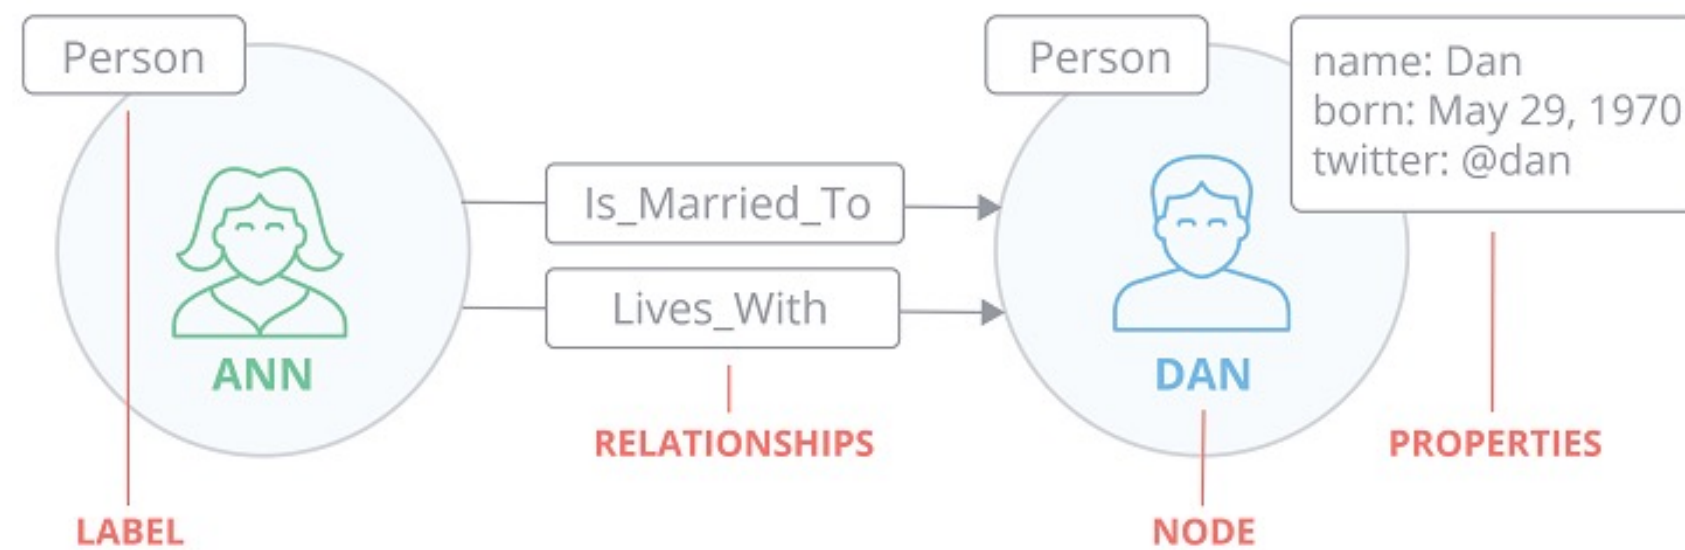 Person
Person
name: Dan
born: May 29, 1970
twitter: @dan
Is_Married_To
Lives_With
ANN
DAN
RELATIONSHIPS
PROPERTIES
LABEL
NODE